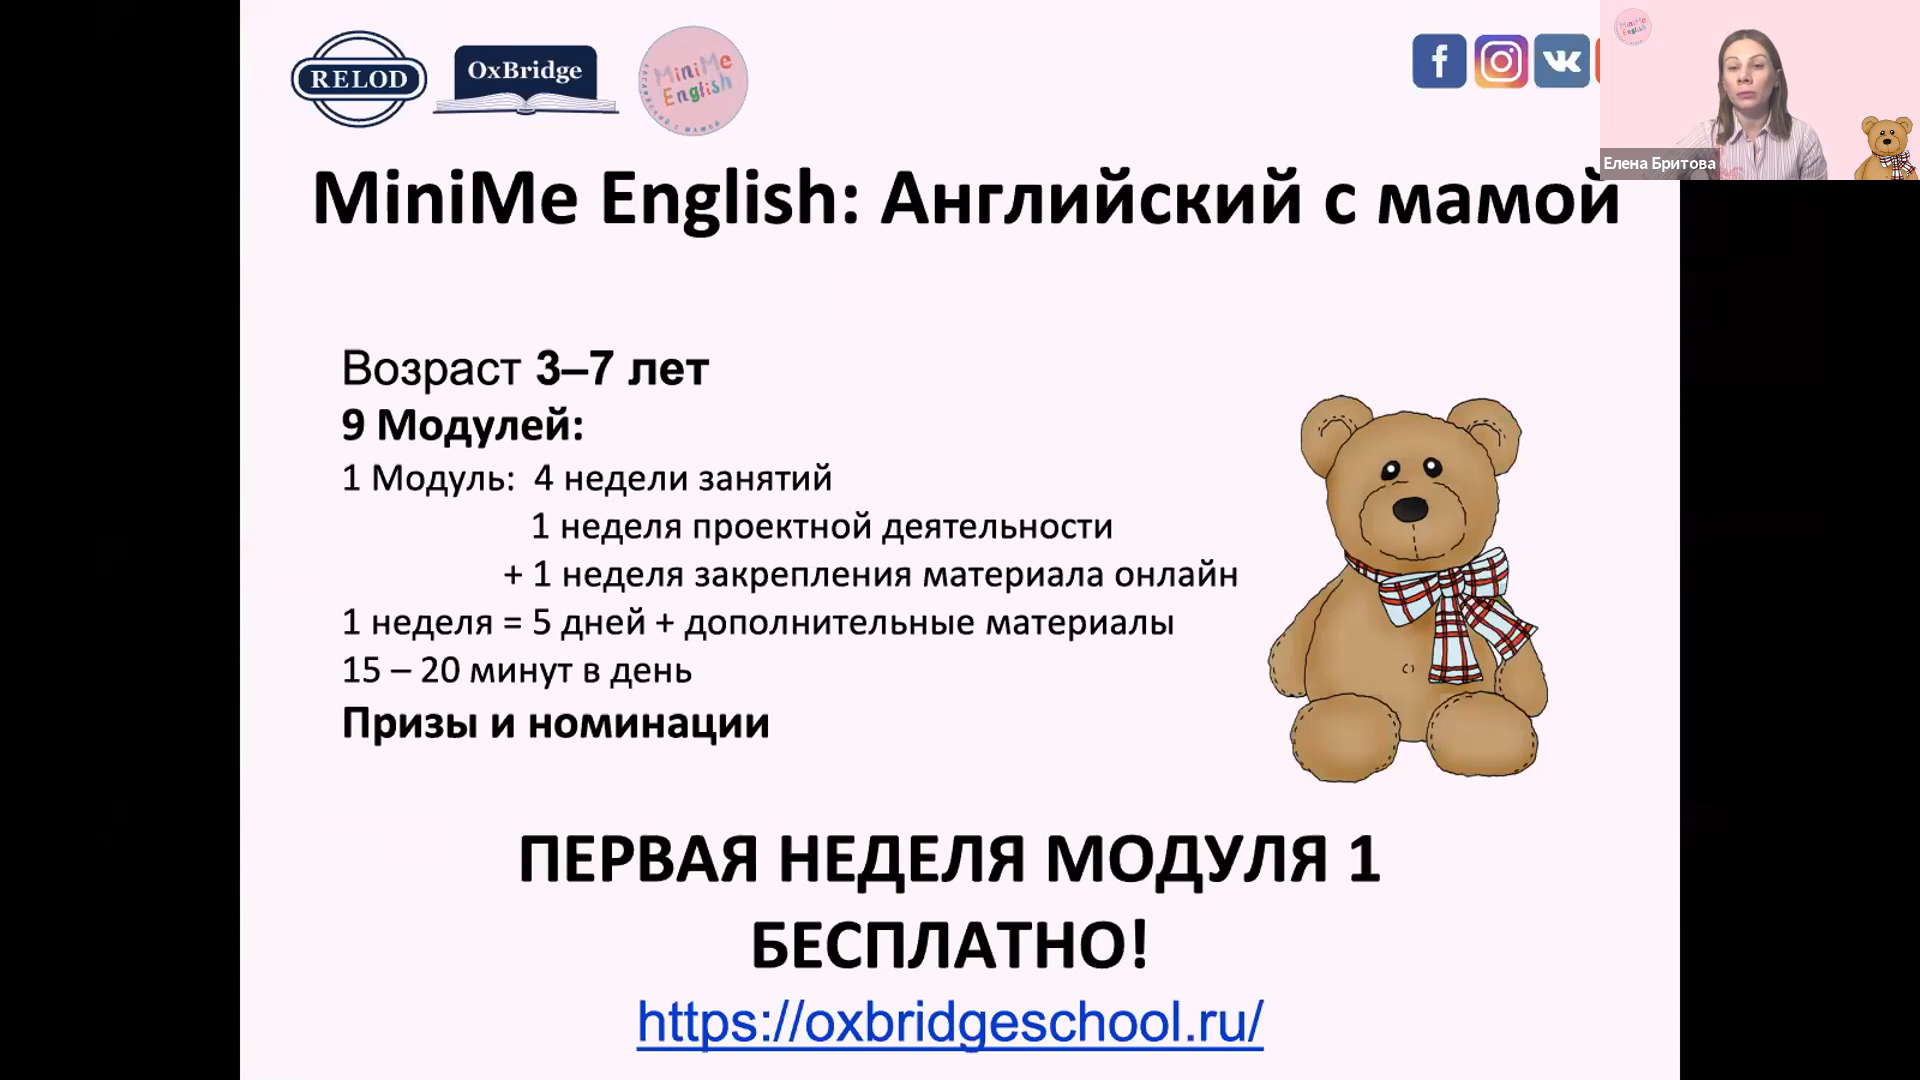 RELOD
OxBridge
MiniMe
English
MiniMe
English
Елена Бритова
MiniMe English: Английский с мамой
Возраст 3–7 лет
9 Модулей:
1 Модуль: 4 недели занятий
1 неделя проектной деятельности
+ 1 неделя закрепления материала онлайн
1 неделя = 5 дней + дополнительные материалы
15 – 20 минут в день
Призы и номинации
ПЕРВАЯ НЕДЕЛЯ МОДУЛЯ 1
БЕСПЛАТНО!
https://oxbridgeschool.ru/